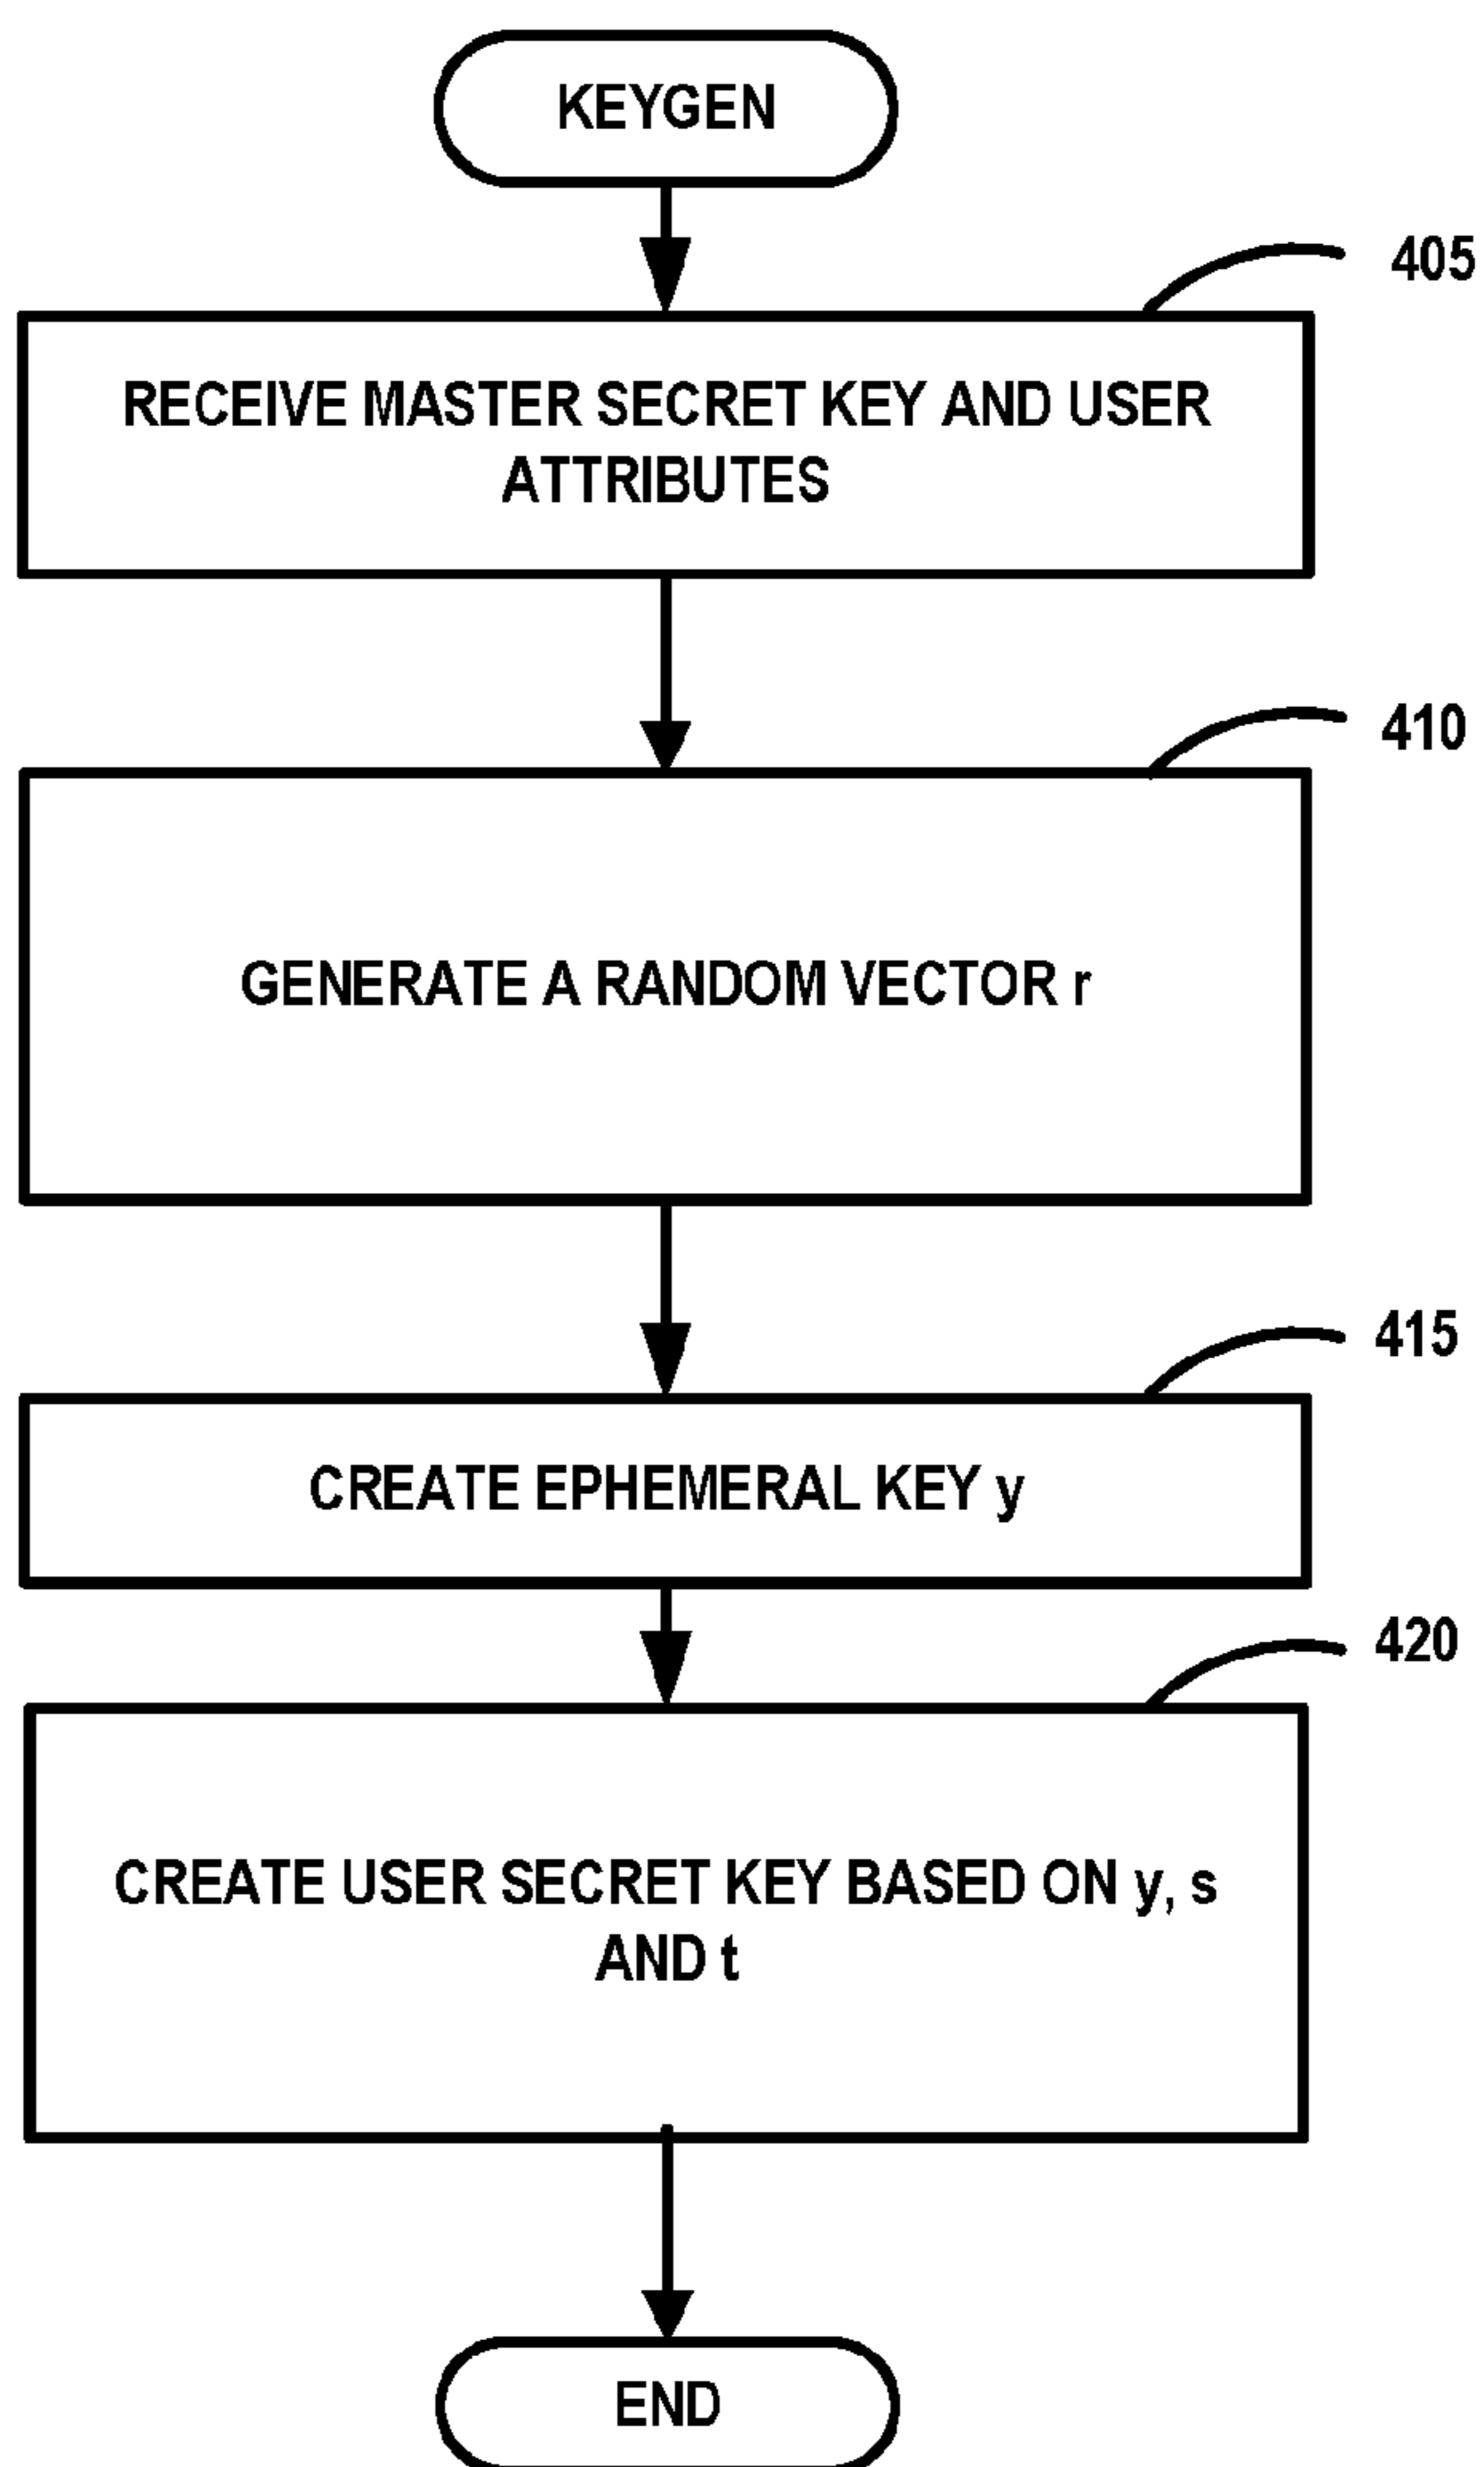 KEYGEN
405
RECEIVE MASTER SECRET KEY AND USER
ATTRIBUTES
410
GENERATE A RANDOM VECTOR r
415
CREATE EPHEMERAL KEY y
420
CREATE USER SECRET KEY BASED ON y, s
AND t
END